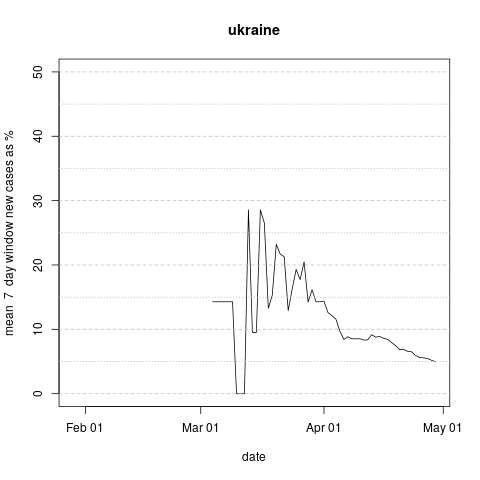 ukraine
mean 7 day window new cases as %
50
40
30
20
10
0
Feb 01
Mar 01
Apr 01
May 01
date